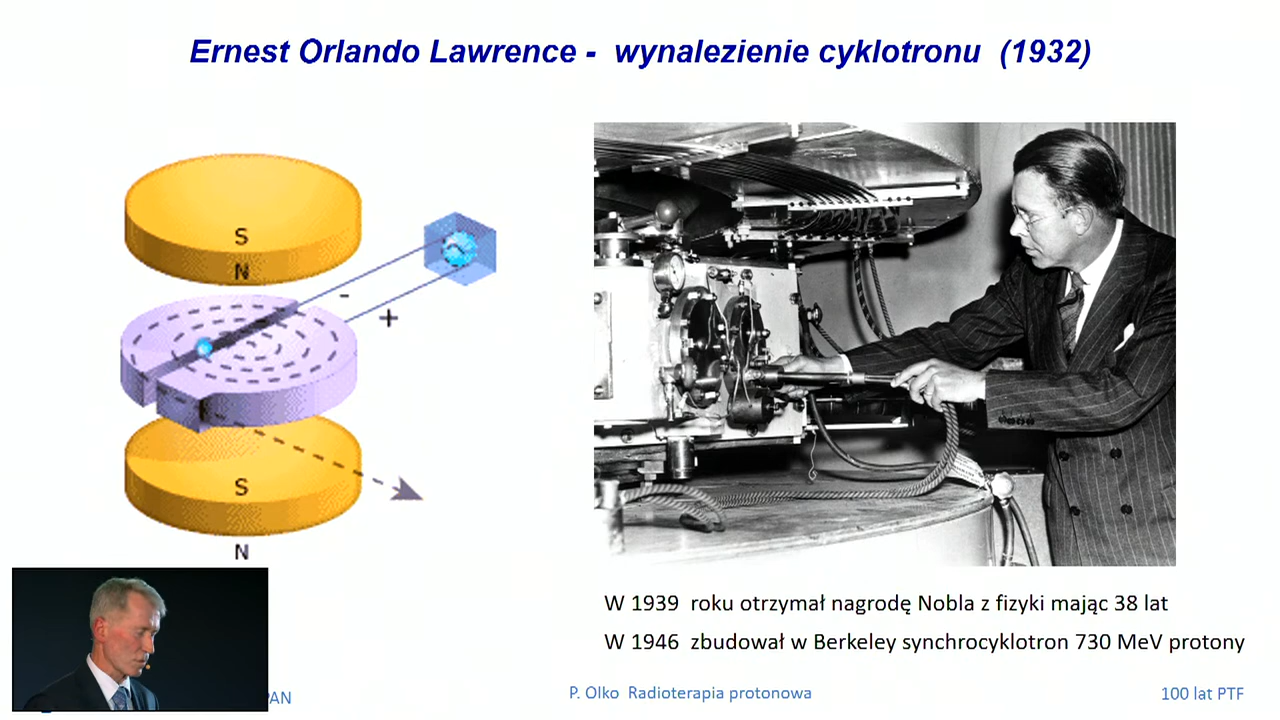 Ernest Orlando Lawrence - wynalezienie cyklotronu (1932)
S
N
-
+
S
N
W 1939 roku otrzymał nagrodę Nobla z fizyki mając 38 lat
W 1946 zbudował w Berkeley synchrocyklotron 730 MeV protony
PAN
P. Olko Radioterapia protonowa
100 lat PTF